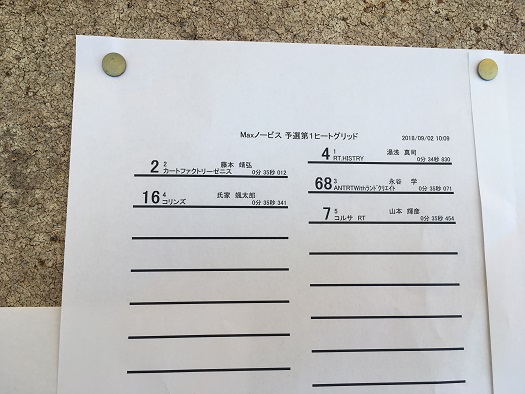 Maxノービス 予選第1ヒートグリッド
2018/09/02 10:09
4 1 湯浅 真司
RT HISTRY 0分 34秒 830
2 2 藤本 靖弘
カートファクトリーゼニス 0分 35秒 012
68 3 永谷 学
ANTRTWithランドクリエイト 0分 35秒 071
16 4 氏家 颯太郎
コリンズ 0分 35秒 341
7 5 山本 輝彦
コルサ RT 0分 35秒 454